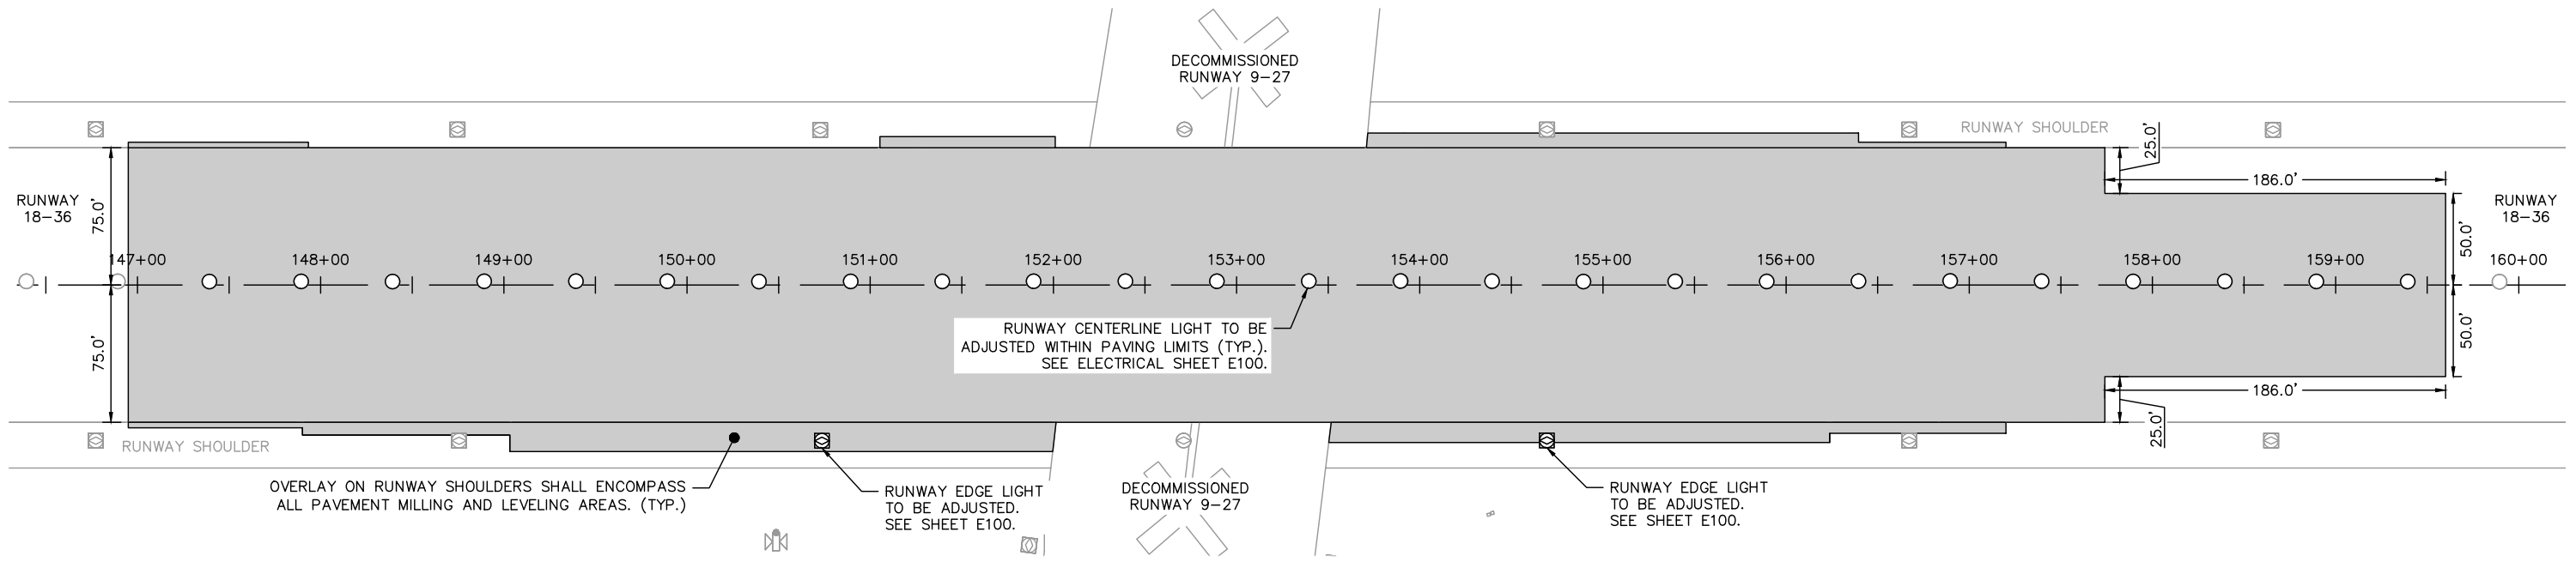 DECOMMISSIONED
RUNWAY 9-27
RUNWAY SHOULDER
25.0'
186.0'
RUNWAY
18-36
75.0'
50.0'
RUNWAY
18-36
147+00
148+00
149+00
150+00
151+00
152+00
153+00
154+00
155+00
156+00
157+00
158+00
159+00
160+00
75.0'
RUNWAY CENTERLINE LIGHT TO BE
ADJUSTED WITHIN PAVING LIMITS (TYP.).
SEE ELECTRICAL SHEET E100.
50.0'
186.0'
25.0'
RUNWAY SHOULDER
OVERLAY ON RUNWAY SHOULDERS SHALL ENCOMPASS
ALL PAVEMENT MILLING AND LEVELING AREAS. (TYP.)
RUNWAY EDGE LIGHT
TO BE ADJUSTED.
SEE SHEET E100.
DECOMMISSIONED
RUNWAY 9-27
RUNWAY EDGE LIGHT
TO BE ADJUSTED.
SEE SHEET E100.